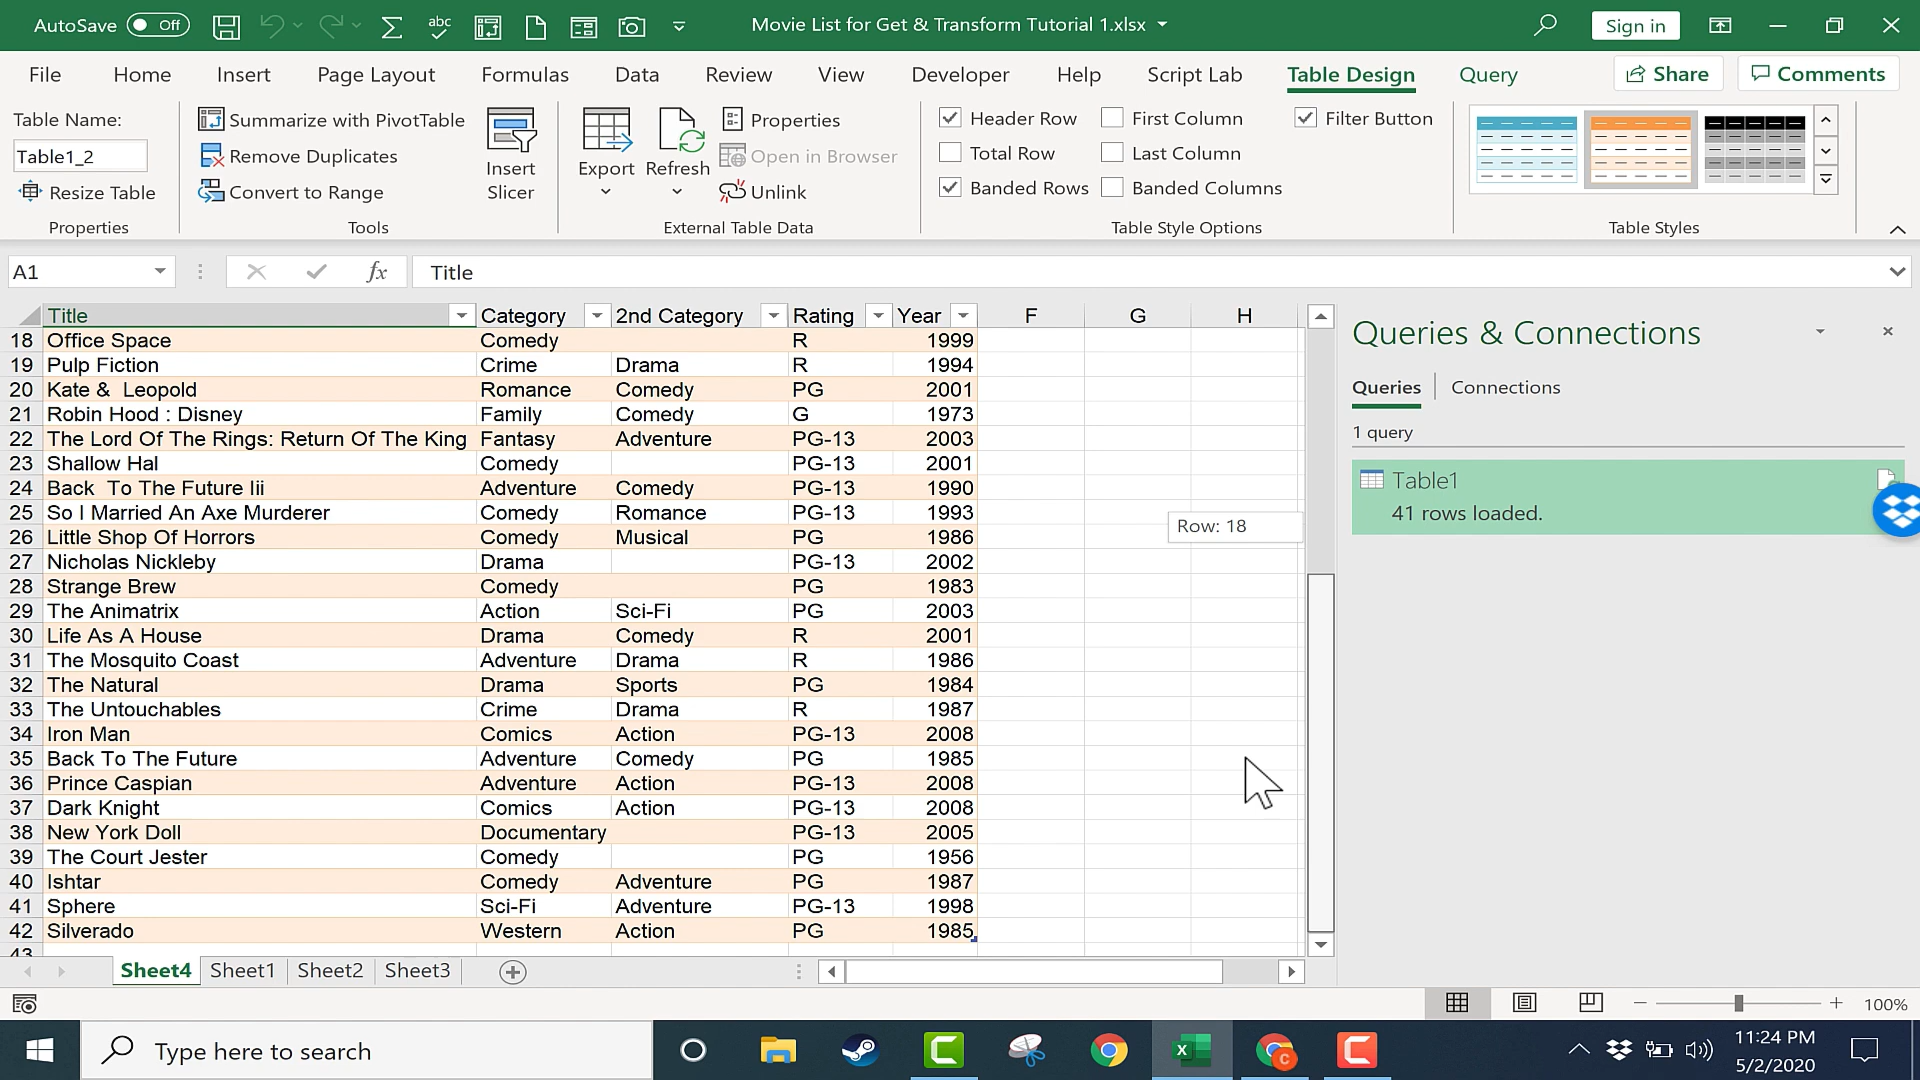 AutoSave Off abc Movie List for Get & Transform Tutorial 1.xlsx Sign in
File Home Insert Page Layout Formulas Data Review View Developer Help Script Lab Table Design Query Share Comments
Table Name:
Table1_2
Resize Table
Properties
Summarize with PivotTable
Remove Duplicates
Convert to Range
Tools
Insert
Slicer
Export
Refresh
Properties
Open in Browser
Unlink
External Table Data
Header Row
Total Row
Banded Rows
First Column
Last Column
Banded Columns
Filter Button
Table Style Options
Table Styles
A1 fx Title
Title Category 2nd Category Rating Year F G H
18 Office Space Comedy R 1999
19 Pulp Fiction Crime Drama R 1994
20 Kate &  Leopold Romance Comedy PG 2001
21 Robin Hood : Disney Family Comedy G 1973
22 The Lord Of The Rings: Return Of The King Fantasy Adventure PG-13 2003
23 Shallow Hal Comedy PG-13 2001
24 Back  To The Future Iii Adventure Comedy PG-13 1990
25 So I Married An Axe Murderer Comedy Romance PG-13 1993
26 Little Shop Of Horrors Comedy Musical PG 1986
27 Nicholas Nickleby Drama PG-13 2002
28 Strange Brew Comedy PG 1983
29 The Animatrix Action Sci-Fi PG 2003
30 Life As A House Drama Comedy R 2001
31 The Mosquito Coast Adventure Drama R 1986
32 The Natural Drama Sports PG 1984
33 The Untouchables Crime Drama R 1987
34 Iron Man Comics Action PG-13 2008
35 Back To The Future Adventure Comedy PG 1985
36 Prince Caspian Adventure Action PG-13 2008
37 Dark Knight Comics Action PG-13 2008
38 New York Doll Documentary PG-13 2005
39 The Court Jester Comedy PG 1956
40 Ishtar Comedy Adventure PG 1987
41 Sphere Sci-Fi Adventure PG-13 1998
42 Silverado Western Action PG 1985
43
Row: 18
Queries & Connections
Queries Connections
1 query
Table1
41 rows loaded.
Sheet4 Sheet1 Sheet2 Sheet3
100%
Type here to search
11:24 PM
5/2/2020